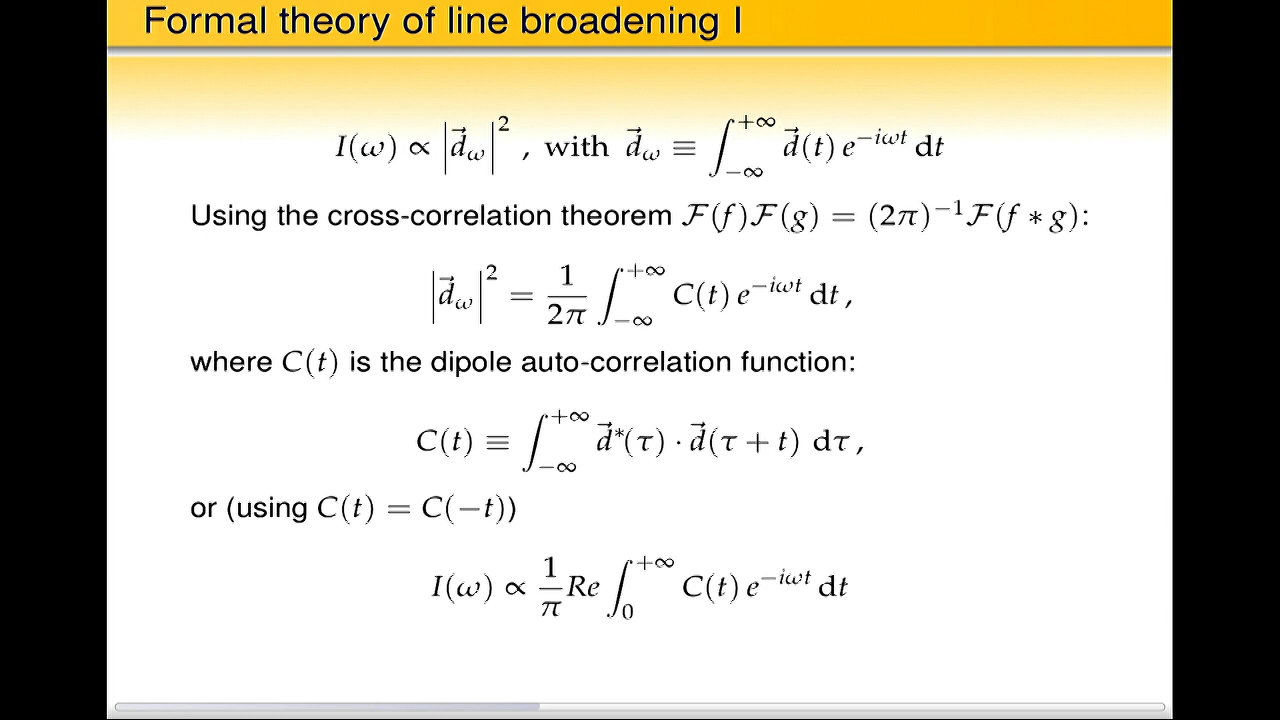 Formal theory of line broadening I
I(ω) ∝ |d⃗_ω|² , with d⃗_ω ≡ ∫_{−∞}^{+∞} d⃗(t) e^{−iωt} dt
Using the cross-correlation theorem ℱ(f)ℱ(g) = (2π)^{−1}ℱ(f ∗ g):
|d⃗_ω|² = 1/2π ∫_{−∞}^{+∞} C(t) e^{−iωt} dt ,
where C(t) is the dipole auto-correlation function:
C(t) ≡ ∫_{−∞}^{+∞} d⃗*(τ) · d⃗(τ + t) dτ ,
or (using C(t) = C(−t))
I(ω) ∝ 1/π Re ∫_0^{+∞} C(t) e^{−iωt} dt